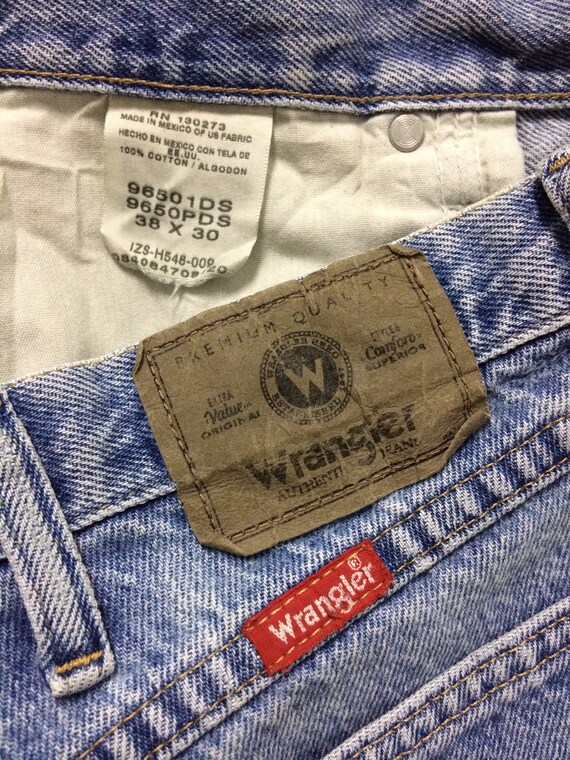 RN 130273
MADE IN MEXICO OF US FABRIC
HECHO EN MEXICO CON TELA DE
EE.UU.
100% COTTON / ALGODON
96501DS
9650PDS
38 X 30
IZS-H548-009
PREMIUM QUALITY
EXTRA
Value
ORIGINAL
W
STYLE &
Comfort
SUPERIOR
Wrangler
AUTHENTIC JEANS
Wrangler®